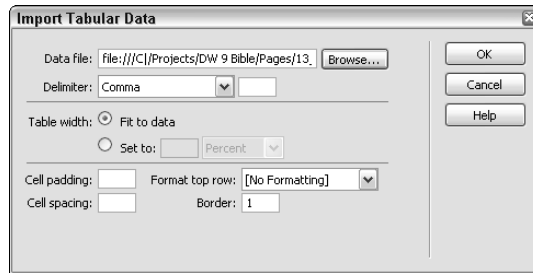 Import Tabular Data
Data file: file:///C|/Projects/DW 9 Bible/Pages/13_ Browse... OK
Delimiter: Comma Cancel
Table width: Fit to data Help
Set to: Percent
Cell padding: Format top row: [No Formatting]
Cell spacing: Border: 1